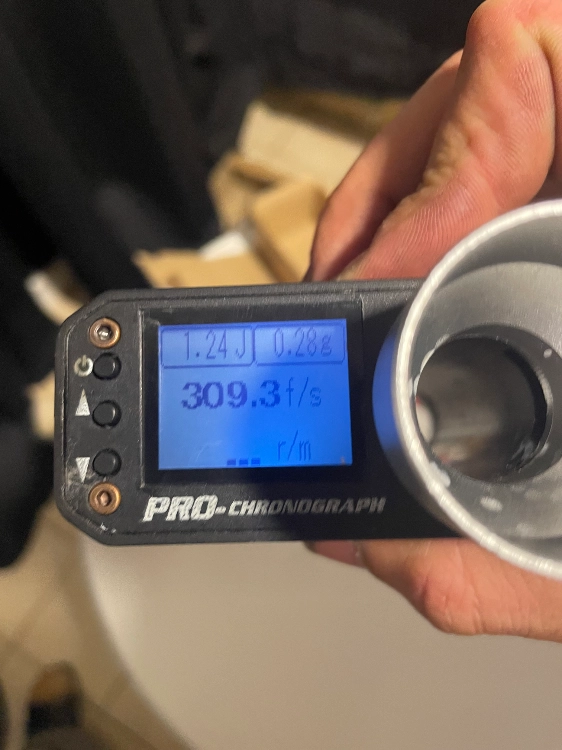 1.24J 0.28g
309.3f/s
--- r/m
PRO-CHRONOGRAPH